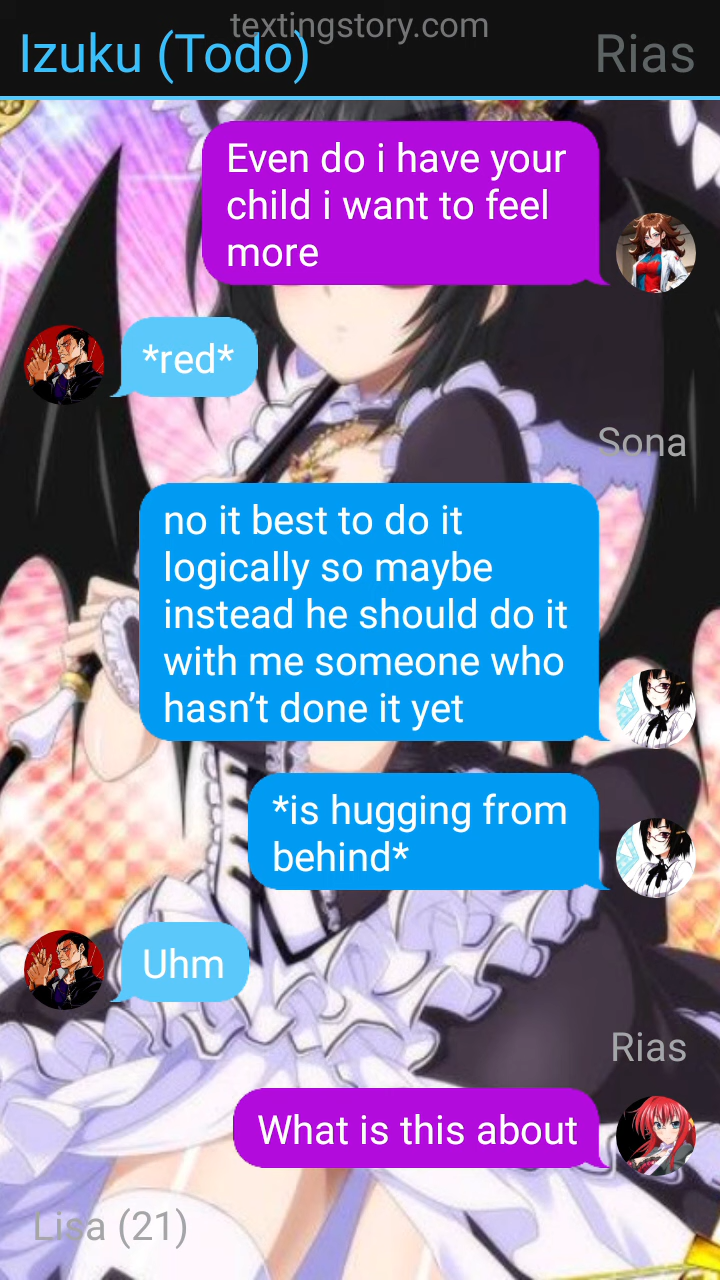 textingstory.com
Izuku (Todo)
Rias
Even do i have your
child i want to feel
more
*red*
Sona
no it best to do it
logically so maybe
instead he should do it
with me someone who
hasn’t done it yet
*is hugging from
behind*
Uhm
Rias
What is this about
Lisa (21)